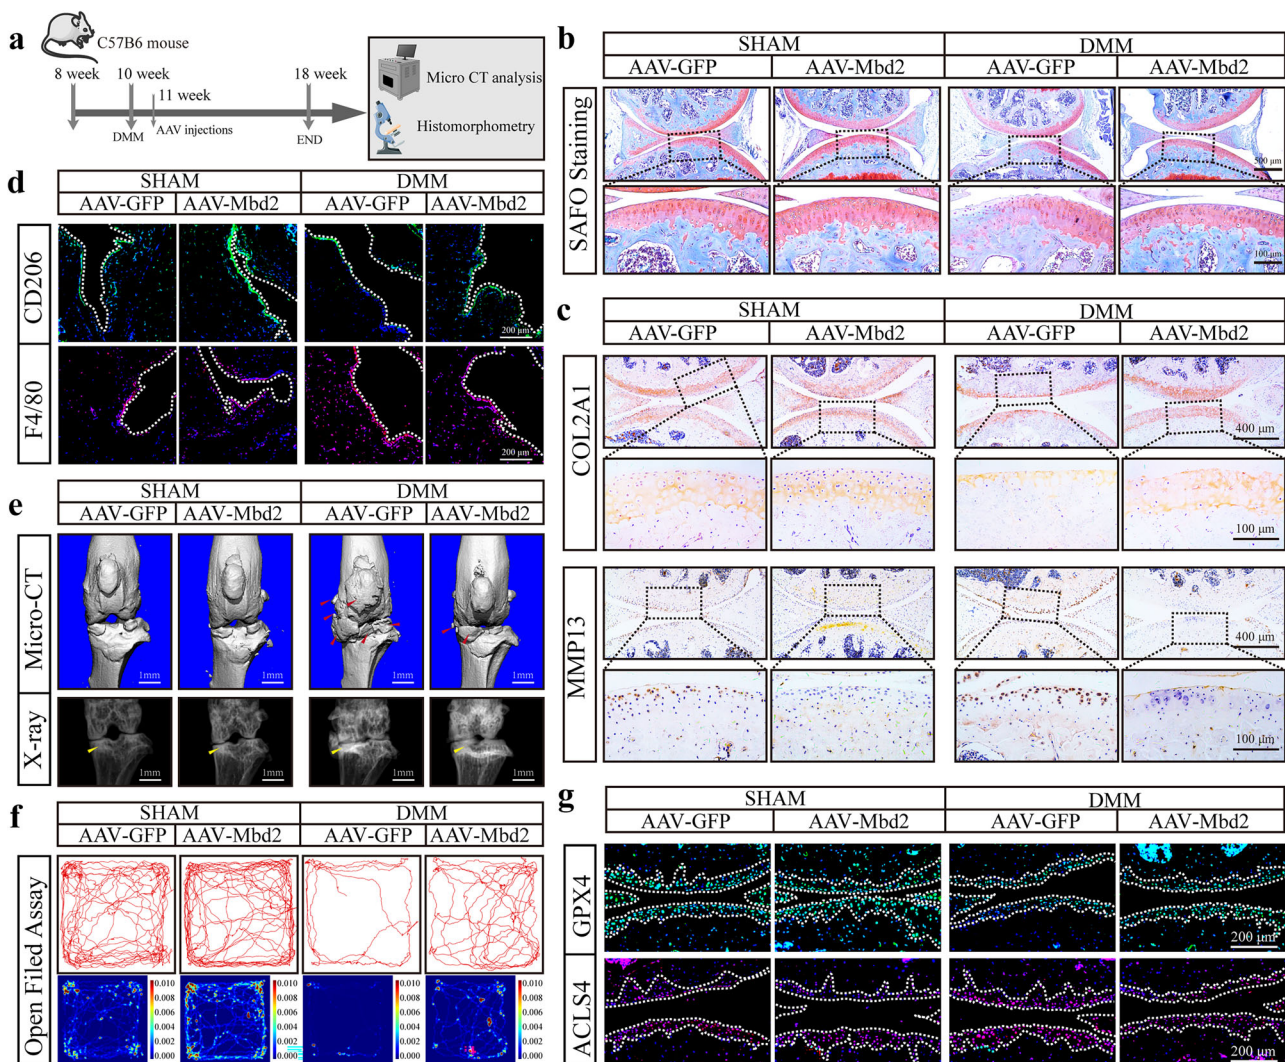 a
C57B6 mouse
8 week
10 week
18 week
11 week
DMM
AAV injections
END
Micro CT analysis
Histomorphometry
b
SHAM
DMM
AAV-GFP
AAV-Mbd2
AAV-GFP
AAV-Mbd2
SAFO Staining
500 μm
100 μm
c
SHAM
DMM
AAV-GFP
AAV-Mbd2
AAV-GFP
AAV-Mbd2
COL2A1
400 μm
100 μm
MMP13
400 μm
100 μm
d
SHAM
DMM
AAV-GFP
AAV-Mbd2
AAV-GFP
AAV-Mbd2
CD206
200 μm
F4/80
200 μm
e
SHAM
DMM
AAV-GFP
AAV-Mbd2
AAV-GFP
AAV-Mbd2
Micro-CT
1mm
1mm
1mm
1mm
X-ray
1mm
1mm
1mm
1mm
f
SHAM
DMM
AAV-GFP
AAV-Mbd2
AAV-GFP
AAV-Mbd2
Open Filed Assay
0.010
0.008
0.006
0.004
0.002
0.000
0.010
0.008
0.006
0.004
0.002
0.000
0.010
0.008
0.006
0.004
0.002
0.000
0.010
0.008
0.006
0.004
0.002
0.000
g
SHAM
DMM
AAV-GFP
AAV-Mbd2
AAV-GFP
AAV-Mbd2
GPX4
200 μm
ACLS4
200 μm